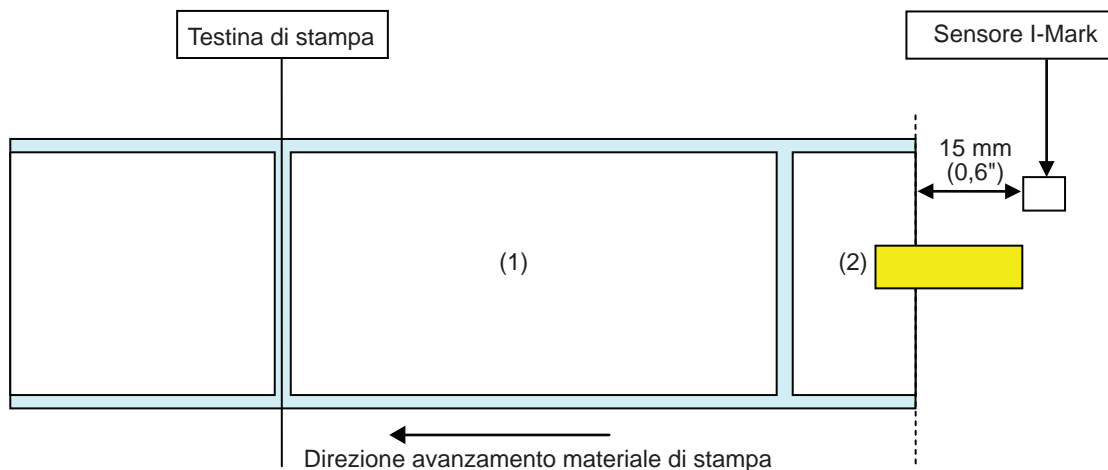 Testina di stampa
Sensore I-Mark
15 mm
(0,6")
(1)
(2)
Direzione avanzamento materiale di stampa